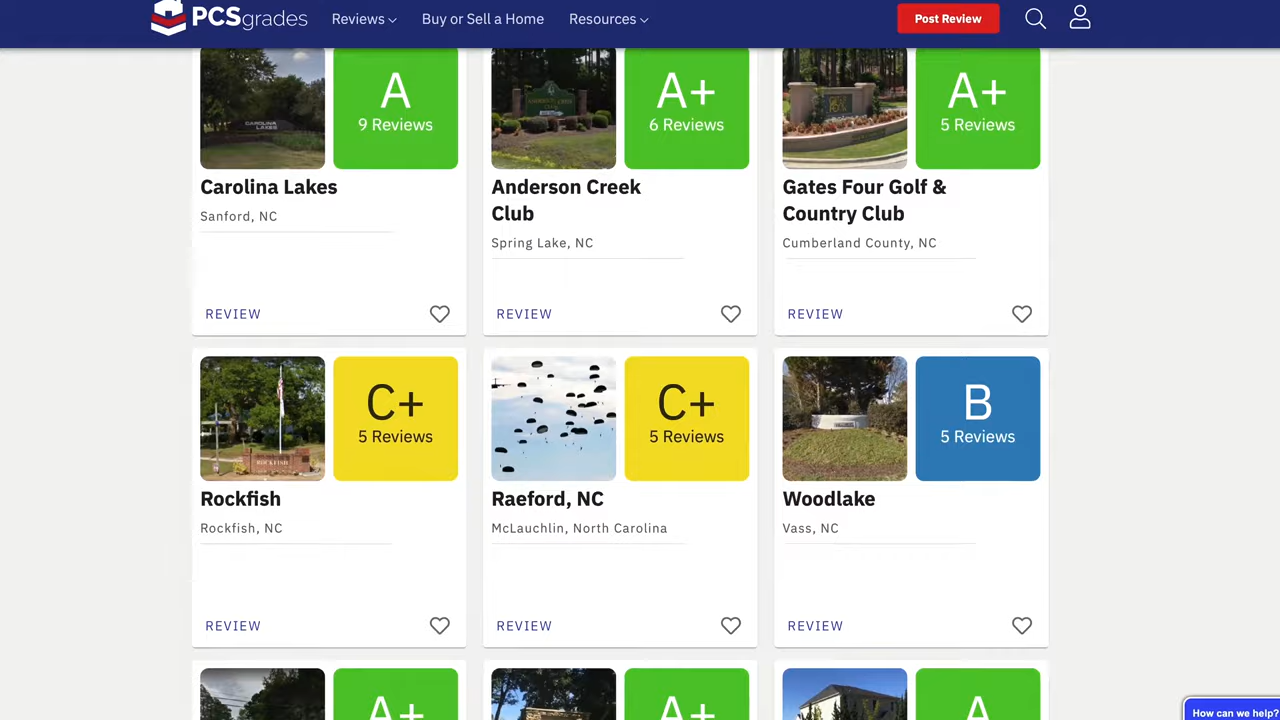 PCSgrades
Reviews
Buy or Sell a Home
Resources
Post Review
CAROLINA
LAKES
A
9 Reviews
A+
6 Reviews
A+
5 Reviews
Carolina Lakes
Sanford, NC
Anderson Creek
Club
Spring Lake, NC
Gates Four Golf &
Country Club
Cumberland County, NC
REVIEW
REVIEW
REVIEW
ROCKFISH
C+
5 Reviews
C+
5 Reviews
B
5 Reviews
Rockfish
Rockfish, NC
Raeford, NC
McLauchlin, North Carolina
Woodlake
Vass, NC
REVIEW
REVIEW
REVIEW
A+
A+
A
How can we help?